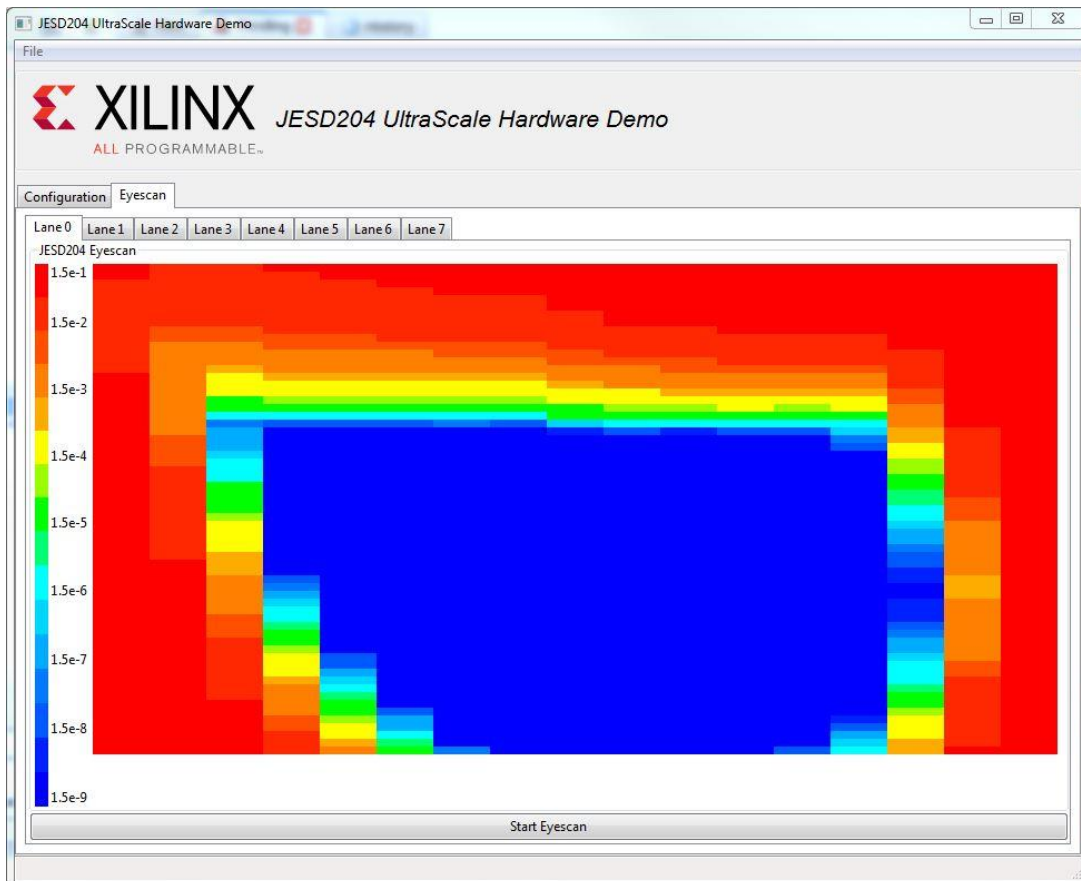 JESD204 UltraScale Hardware Demo
File
XILINX
ALL PROGRAMMABLE™
JESD204 UltraScale Hardware Demo
Configuration Eyescan
Lane 0 Lane 1 Lane 2 Lane 3 Lane 4 Lane 5 Lane 6 Lane 7
JESD204 Eyescan
1.5e-1
1.5e-2
1.5e-3
1.5e-4
1.5e-5
1.5e-6
1.5e-7
1.5e-8
1.5e-9
Start Eyescan